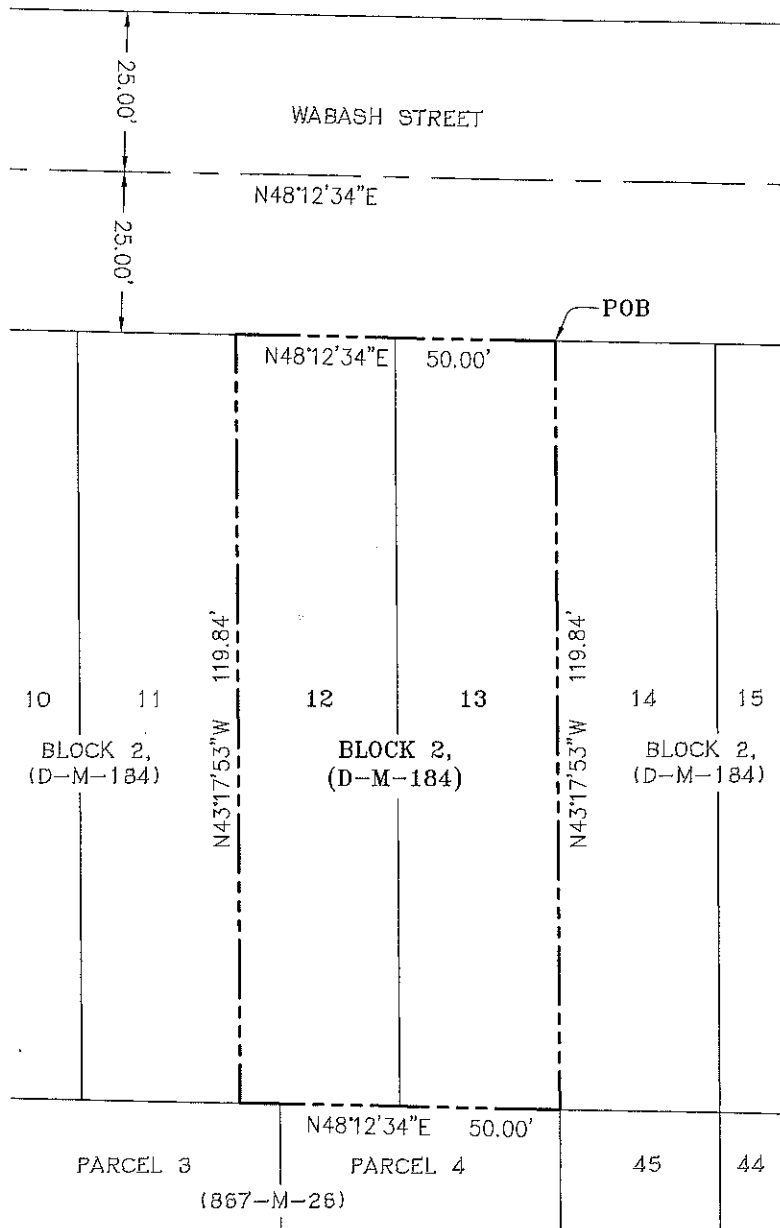 25.00'
WABASH STREET
N48°12'34"E
25.00'
POB
N48°12'34"E 50.00'
N43°17'53"W 119.84'
N43°17'53"W 119.84'
10 11 12 13 14 15
BLOCK 2,
(D-M-184)
BLOCK 2,
(D-M-184)
BLOCK 2,
(D-M-184)
N48°12'34"E 50.00'
PARCEL 3 PARCEL 4 45 44
(867-M-26)